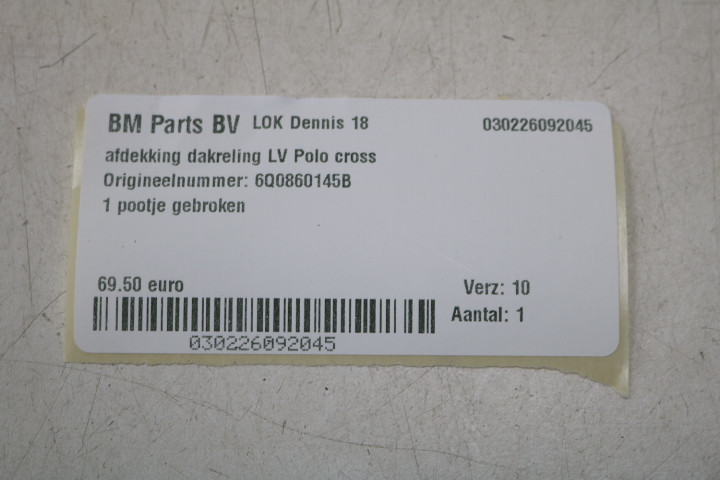 BM Parts BV LOK Dennis 18 030226092045
afdekking dakreling LV Polo cross
Origineelnummer: 6Q0860145B
1 pootje gebroken
69.50 euro Verz: 10
Aantal: 1
030226092045